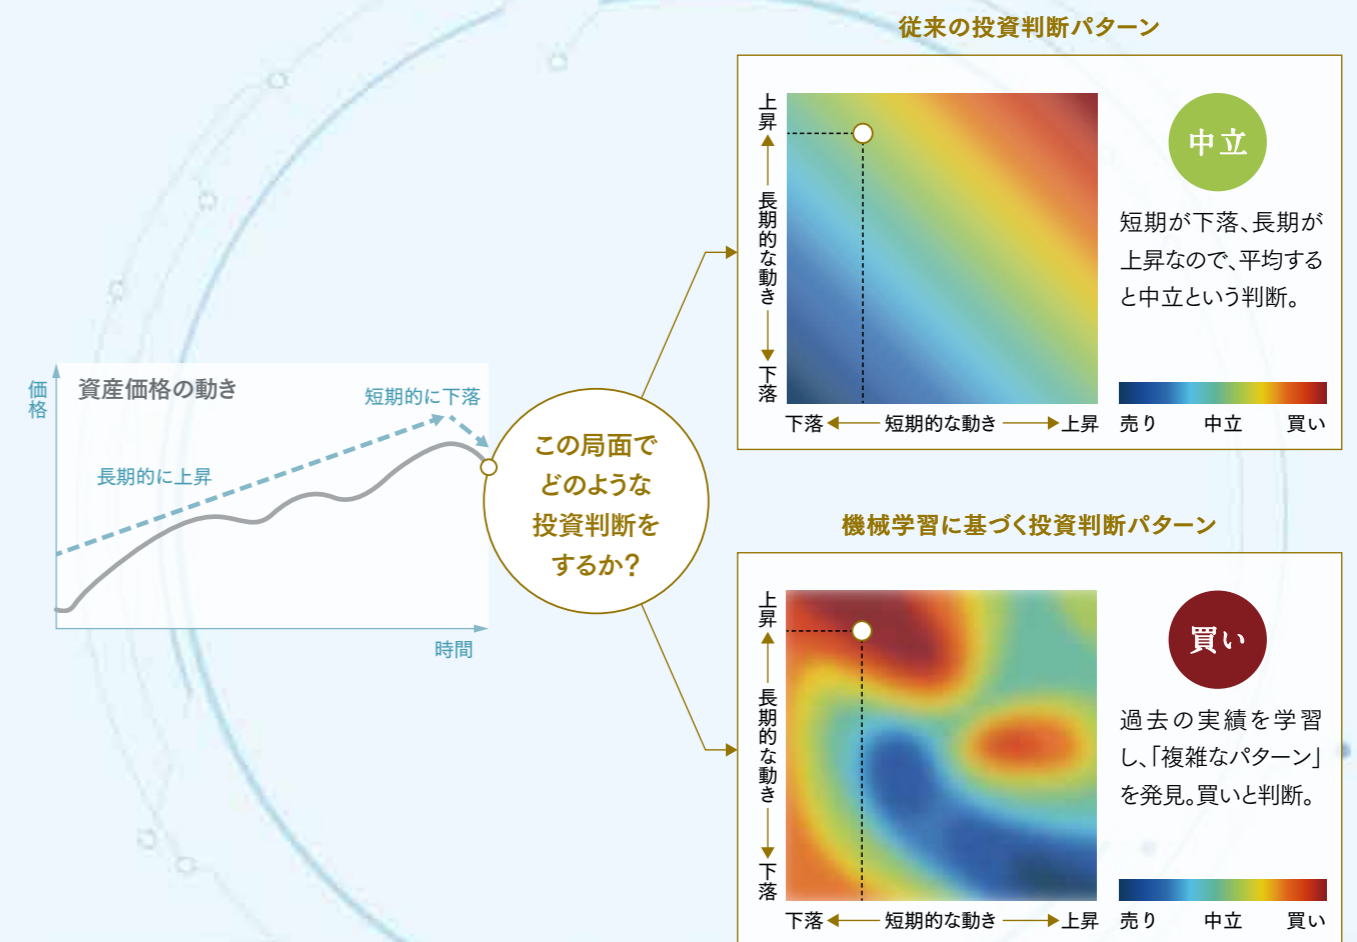 資産価格の動き
価格
短期的に下落
長期的に上昇
時間
この局面で
どのような
投資判断を
するか？
従来の投資判断パターン
上昇
長期的な動き
下落
下落
短期的な動き
上昇
中立
短期が下落、長期が
上昇なので、平均する
と中立という判断。
売り 中立 買い
機械学習に基づく投資判断パターン
上昇
長期的な動き
下落
下落
短期的な動き
上昇
買い
過去の実績を学習
し、「複雑なパターン」
を発見。買いと判断。
売り 中立 買い